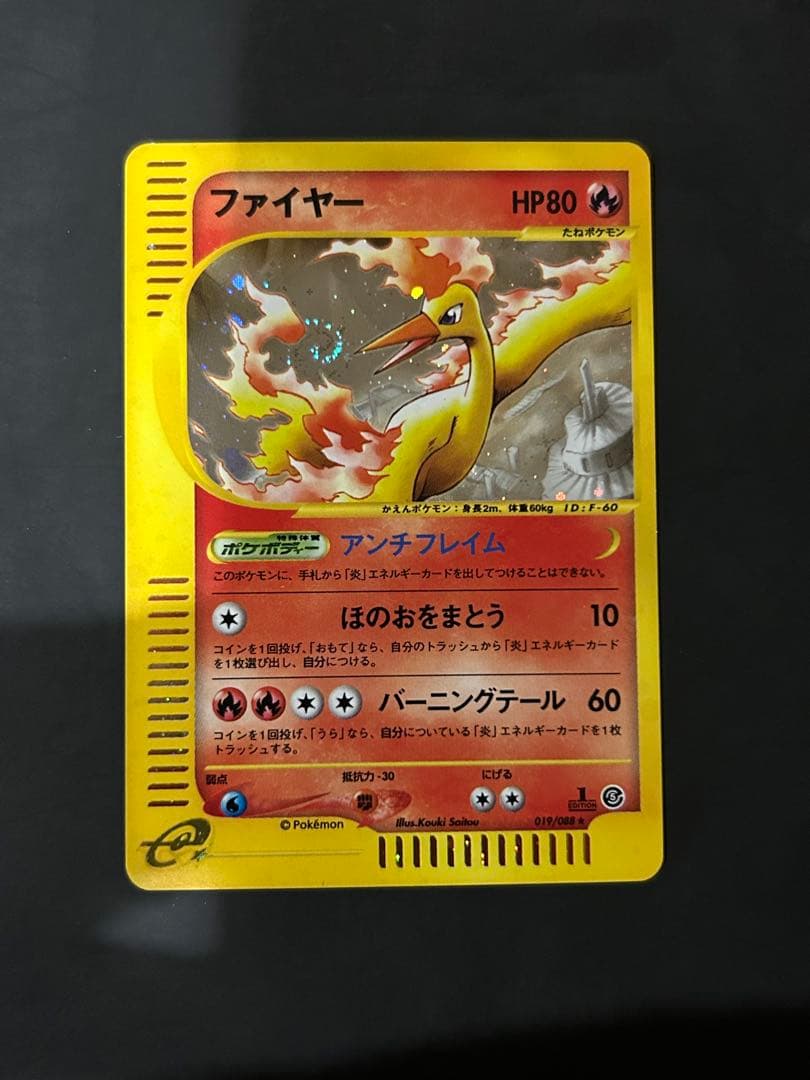 ファイヤー HP80
たねポケモン
かえんポケモン：身長2m、体重60kg ID：F-60
特殊体質
ポケボディー アンチフレイム
このポケモンに、手札から「炎」エネルギーカードを出してつけることはできない。
ほのおをまとう 10
コインを1回投げ、「おもて」なら、自分のトラッシュから「炎」エネルギーカード
を1枚選び出し、自分につける。
バーニングテール 60
コインを1回投げ、「うら」なら、自分についている「炎」エネルギーカードを1枚
トラッシュする。
弱点 抵抗力-30 にげる
1 EDITION 5
©Pokémon Illus.Kouki Saitou 019/088★
e